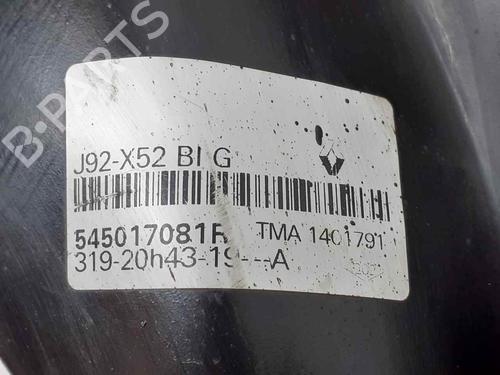 J92-X52 BI G
545017081R TMA 1401791
319-20h43-19---A
B-PARTS